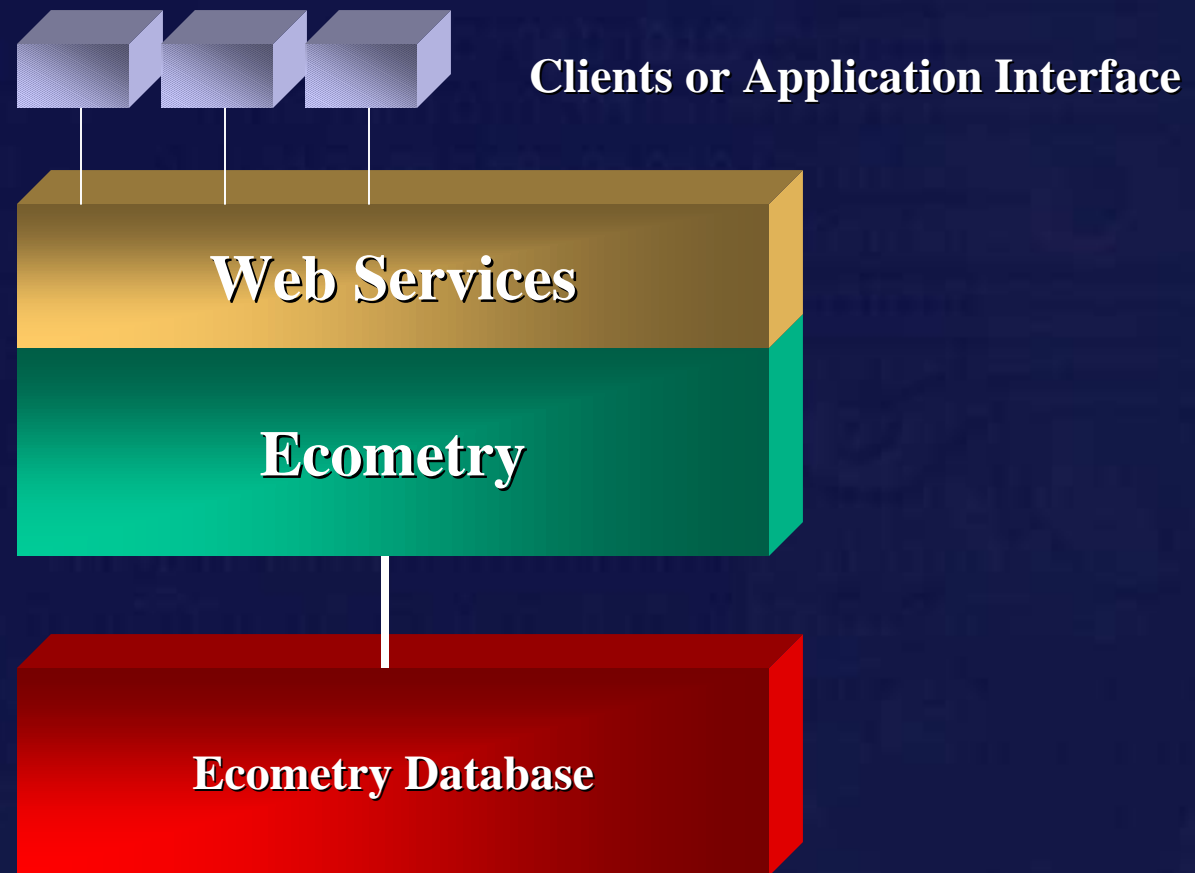 Clients or Application Interface
Web Services
Ecometry
Ecometry Database